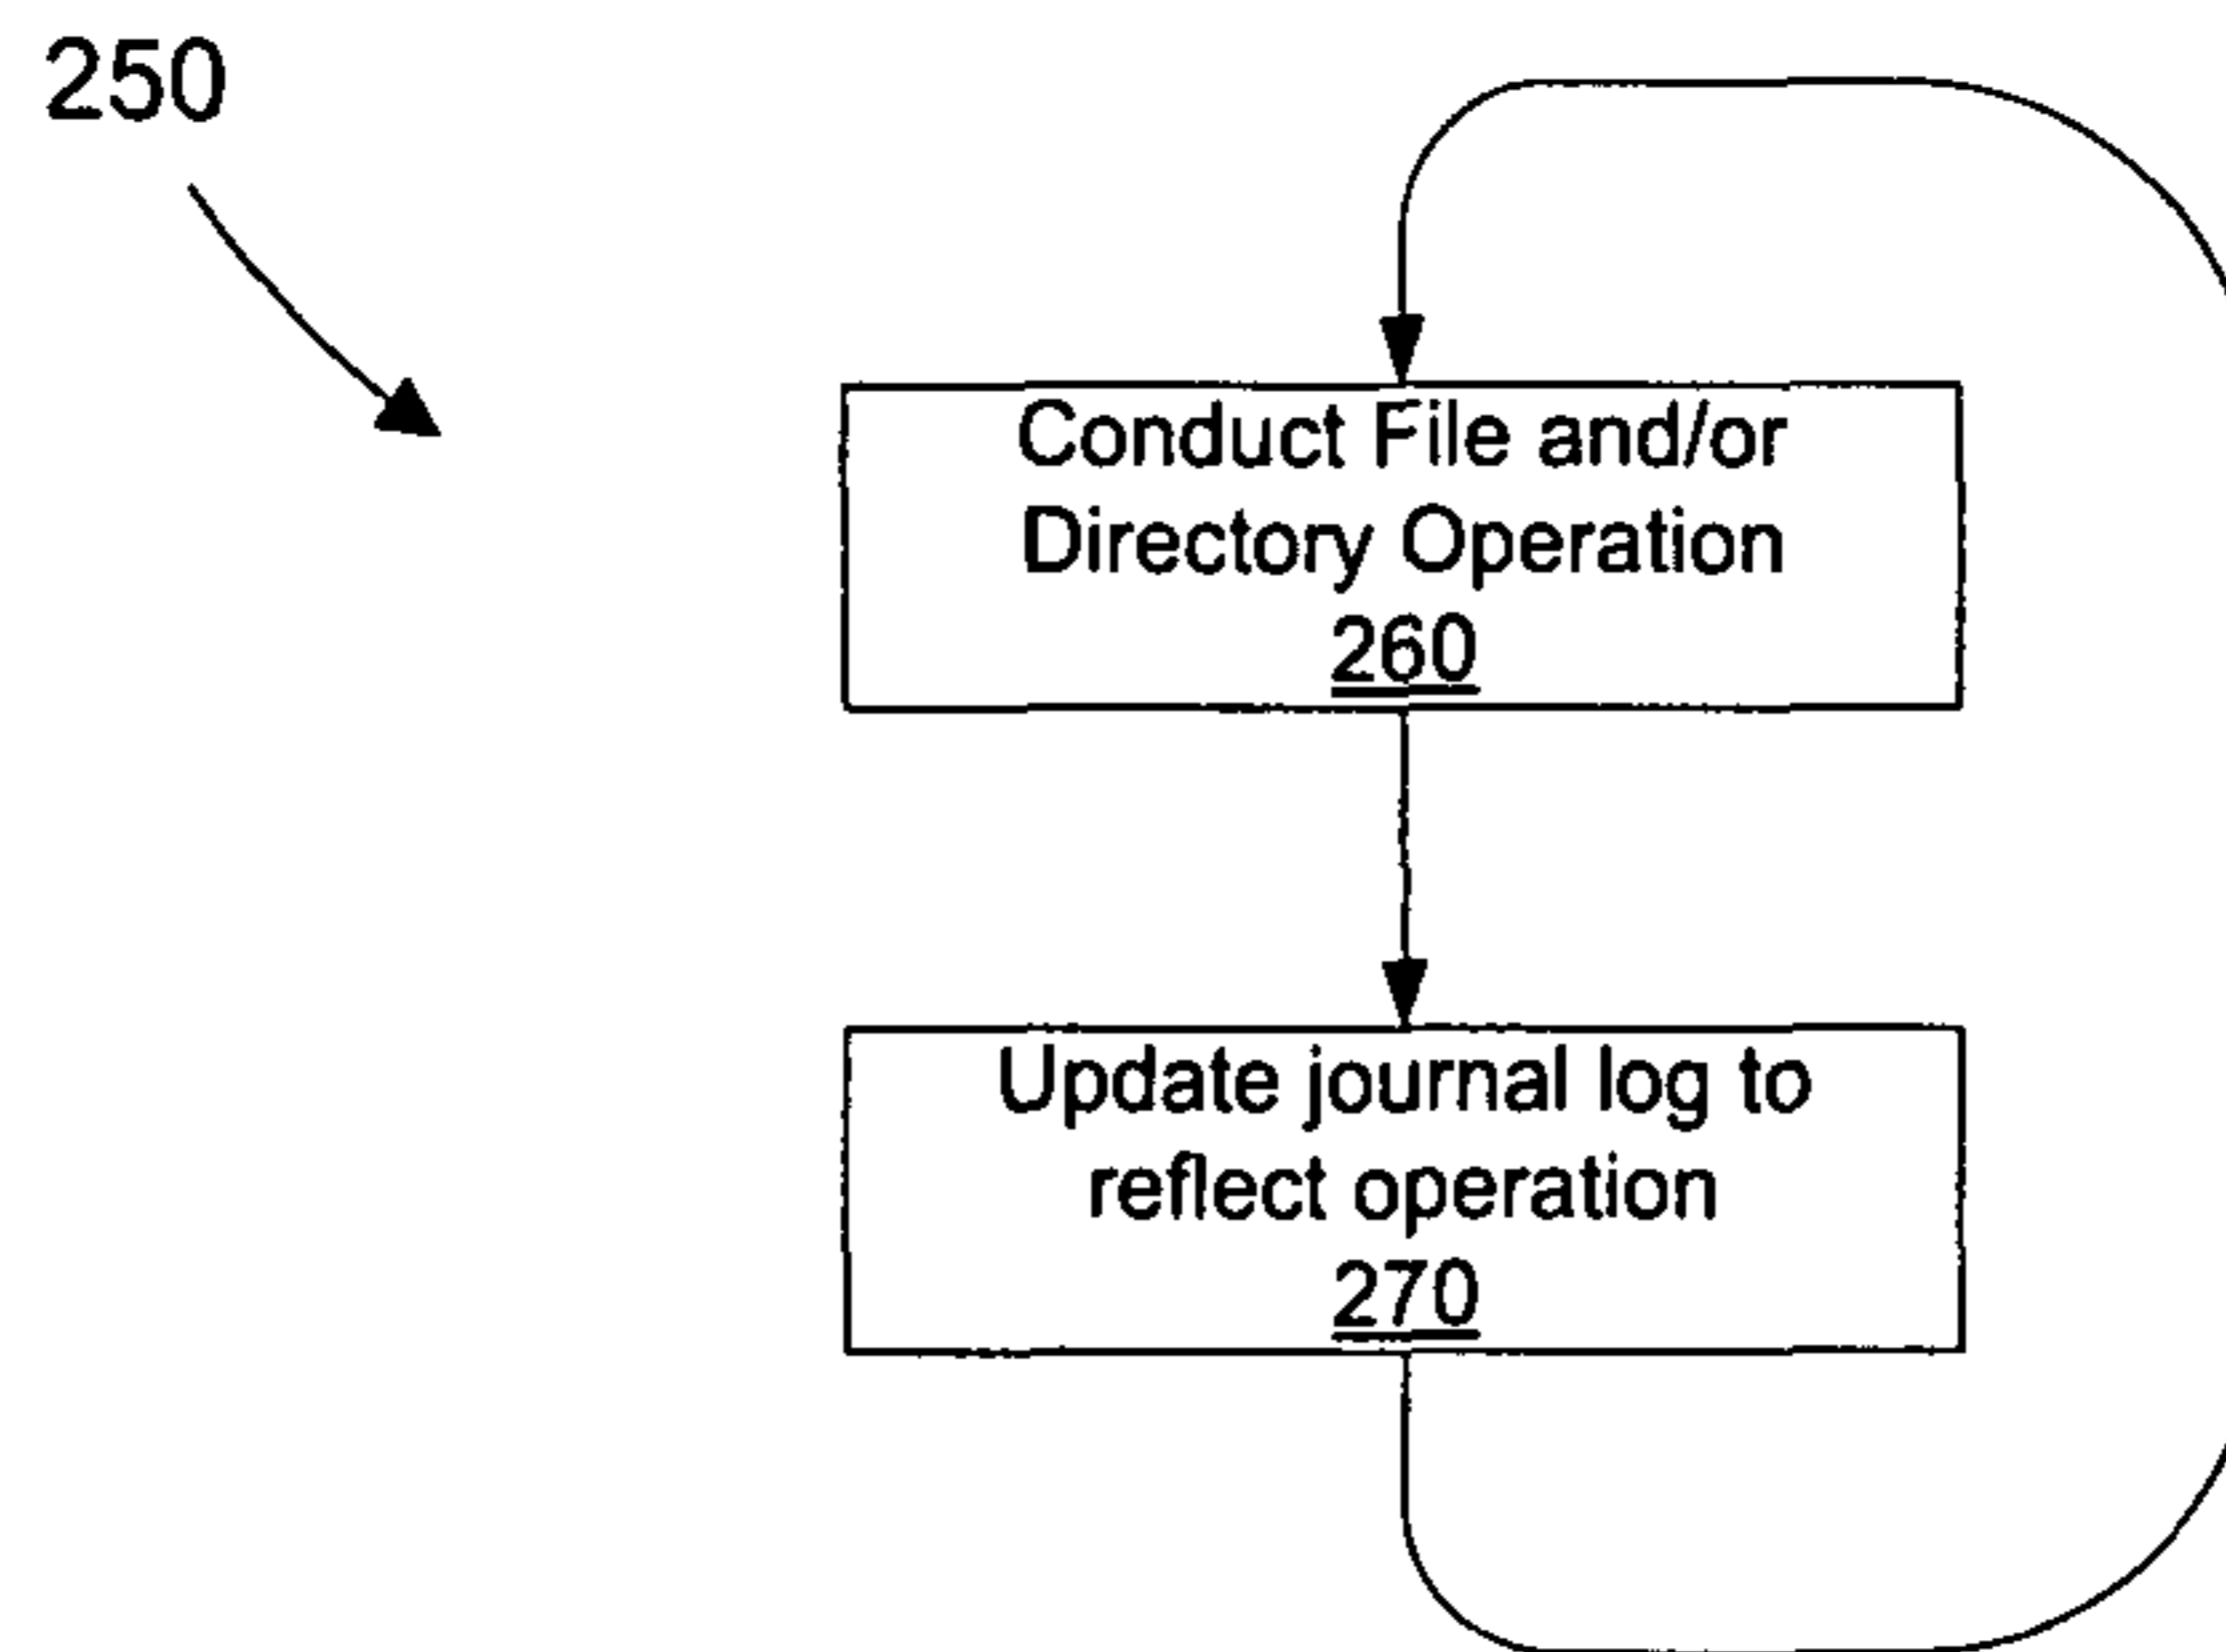 250
Conduct File and/or
Directory Operation
260
Update journal log to
reflect operation
270